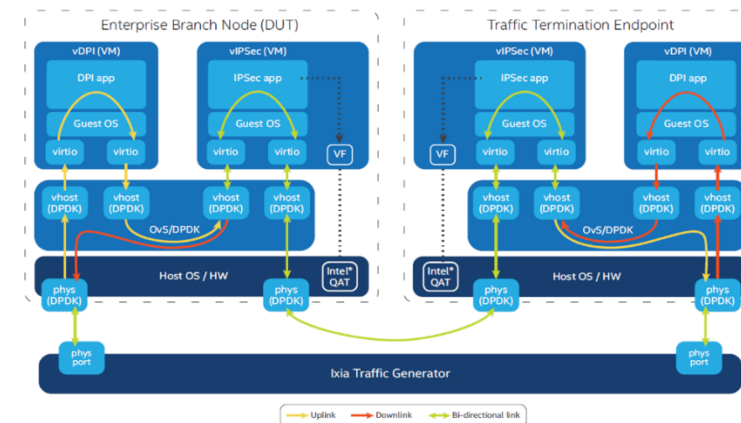 Enterprise Branch Node (DUT)
Traffic Termination Endpoint
vDPI (VM)
DPI app
Guest OS
virtio
virtio
vIPSec (VM)
IPSec app
Guest OS
virtio
virtio
VF
vIPSec (VM)
IPSec app
Guest OS
VF
virtio
virtio
vDPI (VM)
DPI app
Guest OS
virtio
virtio
vhost
(DPDK)
vhost
(DPDK)
vhost
(DPDK)
vhost
(DPDK)
OvS/DPDK
vhost
(DPDK)
vhost
(DPDK)
vhost
(DPDK)
vhost
(DPDK)
OvS/DPDK
Host OS / HW
Intel®
QAT
Intel®
QAT
Host OS / HW
phys
(DPDK)
phys
(DPDK)
phys
(DPDK)
phys
(DPDK)
phys
port
Ixia Traffic Generator
phys
port
Uplink
Downlink
Bi-directional link